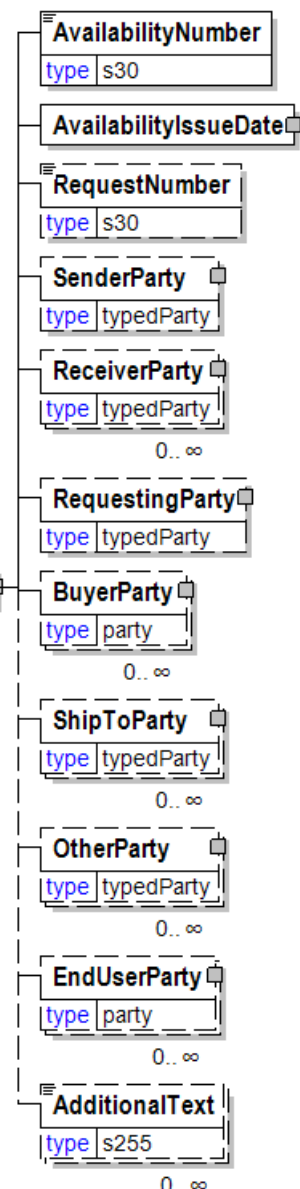 AvailabilityNumber
type s30
AvailabilityIssueDate
RequestNumber
type s30
SenderParty
type typedParty
ReceiverParty
type typedParty
0.. ∞
RequestingParty
type typedParty
BuyerParty
type party
0.. ∞
ShipToParty
type typedParty
0.. ∞
OtherParty
type typedParty
0.. ∞
EndUserParty
type party
0.. ∞
AdditionalText
type s255
0.. ∞